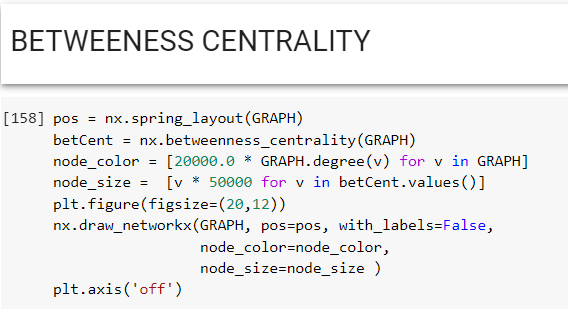 BETWEENESS CENTRALITY
[158] pos = nx.spring_layout(GRAPH)
betCent = nx.betweenness_centrality(GRAPH)
node_color = [20000.0 * GRAPH.degree(v) for v in GRAPH]
node_size =  [v * 50000 for v in betCent.values()]
plt.figure(figsize=(20,12))
nx.draw_networkx(GRAPH, pos=pos, with_labels=False,
node_color=node_color,
node_size=node_size )
plt.axis('off')